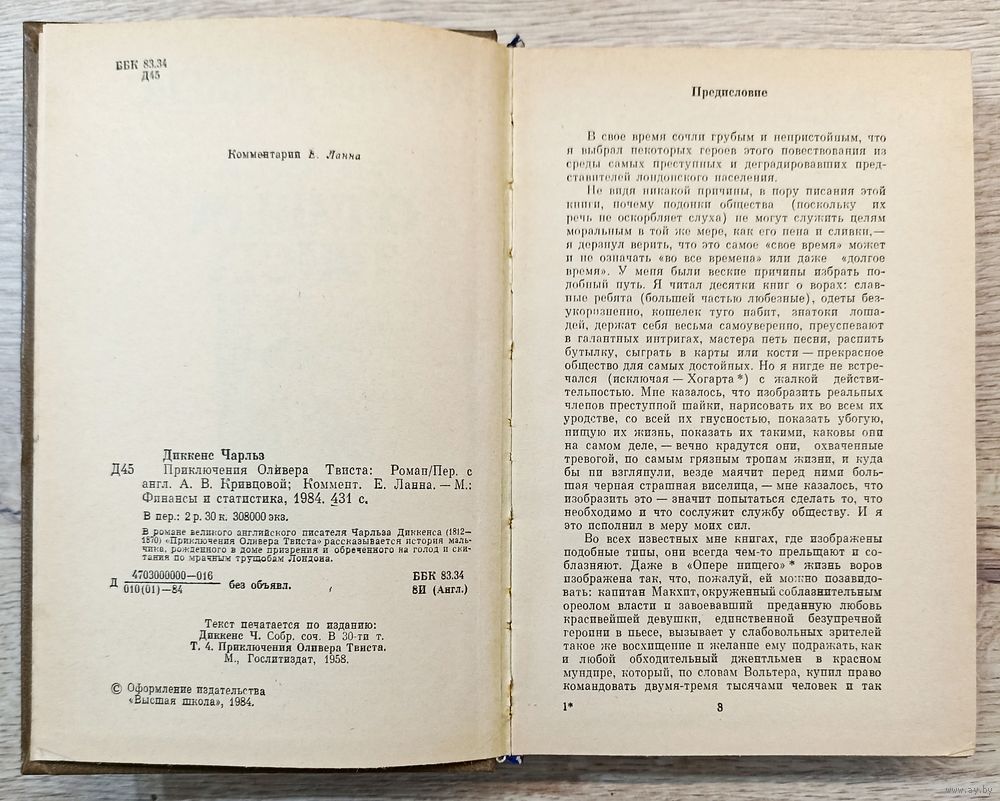 ББК 83.34
Д45
Комментарии Е. Ланна
Диккенс Чарльз
Д45 Приключения Оливера Твиста: Роман/Пер. с
англ. А. В. Кривцовой; Коммент. Е. Ланна. — М.:
Финансы и статистика, 1984. 431 с.
В пер.: 2 р. 30 к. 308000 экз.
В романе великого английского писателя Чарльза Диккенса (1812–
1870) «Приключения Оливера Твиста» рассказывается история маль-
чика, рожденного в доме призрения и обреченного на голод и ски-
тания по мрачным трущобам Лондона.
Д 4703000000—016 ББК 83.34
010(01)—84 без объявл. 8И (Англ.)
Текст печатается по изданию:
Диккенс Ч. Собр. соч. В 30-ти т.
Т. 4. Приключения Оливера Твиста.
М., Гослитиздат, 1958.
© Оформление издательства
«Высшая школа», 1984.
Предисловие
В свое время сочли грубым и непристойным, что
я выбрал некоторых героев этого повествования из
среды самых преступных и деградировавших пред-
ставителей лондонского населения.
Не видя никакой причины, в пору писания этой
книги, почему подонки общества (поскольку их
речь не оскорбляет слуха) не могут служить целям
моральным в той же мере, как его пена и сливки,—
я дерзнул верить, что это самое «свое время» может
и не означать «во все времена» или даже «долгое
время». У меня были веские причины избрать по-
добный путь. Я читал десятки книг о ворах: слав-
ные ребята (большей частью любезные), одеты без-
укоризненно, кошелек туго набит, знатоки лоша-
дей, держат себя весьма самоуверенно, преуспевают
в галантных интригах, мастера петь песни, распить
бутылку, сыграть в карты или кости — прекрасное
общество для самых достойных. Но я нигде не встре-
чался (исключая — Хогарта *) с жалкой действи-
тельностью. Мне казалось, что изобразить реальных
членов преступной шайки, нарисовать их во всем их
уродстве, со всей их гнусностью, показать убогую,
нищую их жизнь, показать их такими, каковы они
на самом деле, — вечно крадутся они, охваченные
тревогой, по самым грязным тропам жизни, и куда
бы ни взглянули, везде маячит перед ними боль-
шая черная страшная виселица, — мне казалось, что
изобразить это — значит попытаться сделать то, что
необходимо и что сослужит службу обществу. И я
это исполнил в меру моих сил.
Во всех известных мне книгах, где изображены
подобные типы, они всегда чем-то прельщают и со-
блазняют. Даже в «Опере нищего» * жизнь воров
изображена так, что, пожалуй, ей можно позавидо-
вать: капитан Макхит, окруженный соблазнительным
ореолом власти и завоевавший преданную любовь
красивейшей девушки, единственной безупречной
героини в пьесе, вызывает у слабовольных зрителей
такое же восхищение и желание ему подражать, как
и любой обходительный джентльмен в красном
мундире, который, по словам Вольтера, купил право
командовать двумя-тремя тысячами человек и так
1* 3
www.ay.by